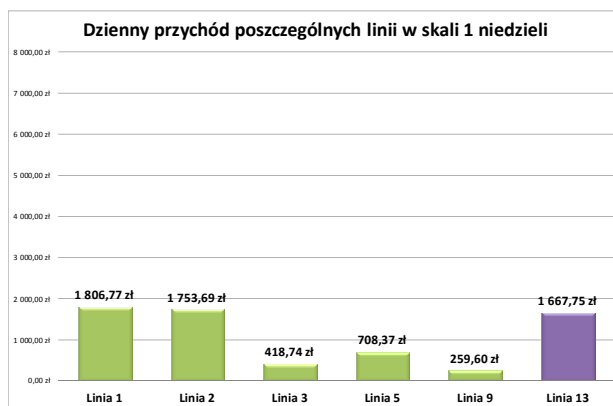 Dzienny przychód poszczególnych linii w skali 1 niedzieli
8 000,00 zł
7 000,00 zł
6 000,00 zł
5 000,00 zł
4 000,00 zł
3 000,00 zł
2 000,00 zł
1 000,00 zł
0,00 zł
1 806,77 zł
1 753,69 zł
418,74 zł
708,37 zł
259,60 zł
1 667,75 zł
Linia 1
Linia 2
Linia 3
Linia 5
Linia 9
Linia 13